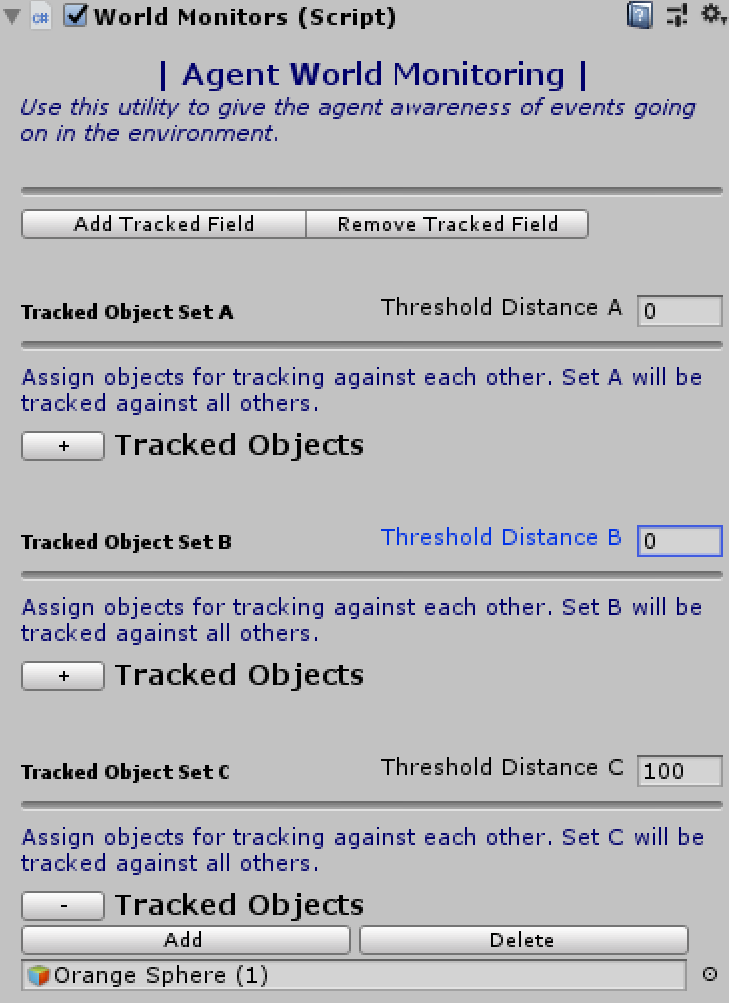 World Monitors (Script)
| Agent World Monitoring |
Use this utility to give the agent awareness of events going
on in the environment.
Add Tracked Field Remove Tracked Field
Tracked Object Set A Threshold Distance A 0
Assign objects for tracking against each other. Set A will be
tracked against all others.
+ Tracked Objects
Tracked Object Set B Threshold Distance B 0
Assign objects for tracking against each other. Set B will be
tracked against all others.
+ Tracked Objects
Tracked Object Set C Threshold Distance C 100
Assign objects for tracking against each other. Set C will be
tracked against all others.
- Tracked Objects
Add Delete
Orange Sphere (1)